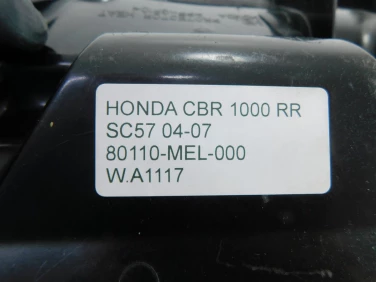 HONDA CBR 1000 RR
SC57 04-07
80110-MEL-000
W.A1117